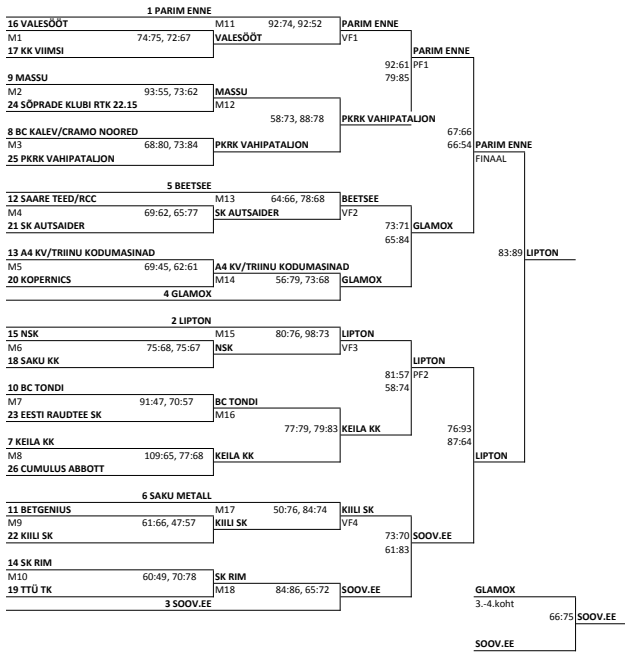 1 PARIM ENNE
16 VALESÖÖT M11 92:74, 92:52 PARIM ENNE
M1 74:75, 72:67 VALESÖÖT VF1
17 KK VIIMSI PARIM ENNE
92:61 PF1
9 MASSU 79:85
M2 93:55, 73:62 MASSU
24 SÕPRADE KLUBI RTK 22.15 M12
58:73, 88:78 PKRK VAHIPATALJON
8 BC KALEV/CRAMO NOORED 67:66
M3 68:80, 73:84 PKRK VAHIPATALJON 66:54 PARIM ENNE
25 PKRK VAHIPATALJON FINAAL
5 BEETSEE
12 SAARE TEED/RCC M13 64:66, 78:68 BEETSEE
M4 69:62, 65:77 SK AUTSAIDER VF2
21 SK AUTSAIDER 73:71 GLAMOX
65:84
13 A4 KV/TRIINU KODUMASINAD 83:89 LIPTON
M5 69:45, 62:61 A4 KV/TRIINU KODUMASINAD
20 KOPERNICS M14 56:79, 73:68 GLAMOX
4 GLAMOX
2 LIPTON
15 NSK M15 80:76, 98:73 LIPTON
M6 75:68, 75:67 NSK VF3
18 SAKU KK LIPTON
81:57 PF2
10 BC TONDI 58:74
M7 91:47, 70:57 BC TONDI
23 EESTI RAUDTEE SK M16
77:79, 79:83 KEILA KK 76:93
7 KEILA KK 87:64
M8 109:65, 77:68 KEILA KK LIPTON
26 CUMULUS ABBOTT
6 SAKU METALL
11 BETGENIUS M17 50:76, 84:74 KIILI SK
M9 61:66, 47:57 KIILI SK VF4
22 KIILI SK 73:70 SOOV.EE
61:83
14 SK RIM
M10 60:49, 70:78 SK RIM
19 TTÜ TK M18 84:86, 65:72 SOOV.EE GLAMOX
3 SOOV.EE 3.-4.koht
66:75 SOOV.EE
SOOV.EE